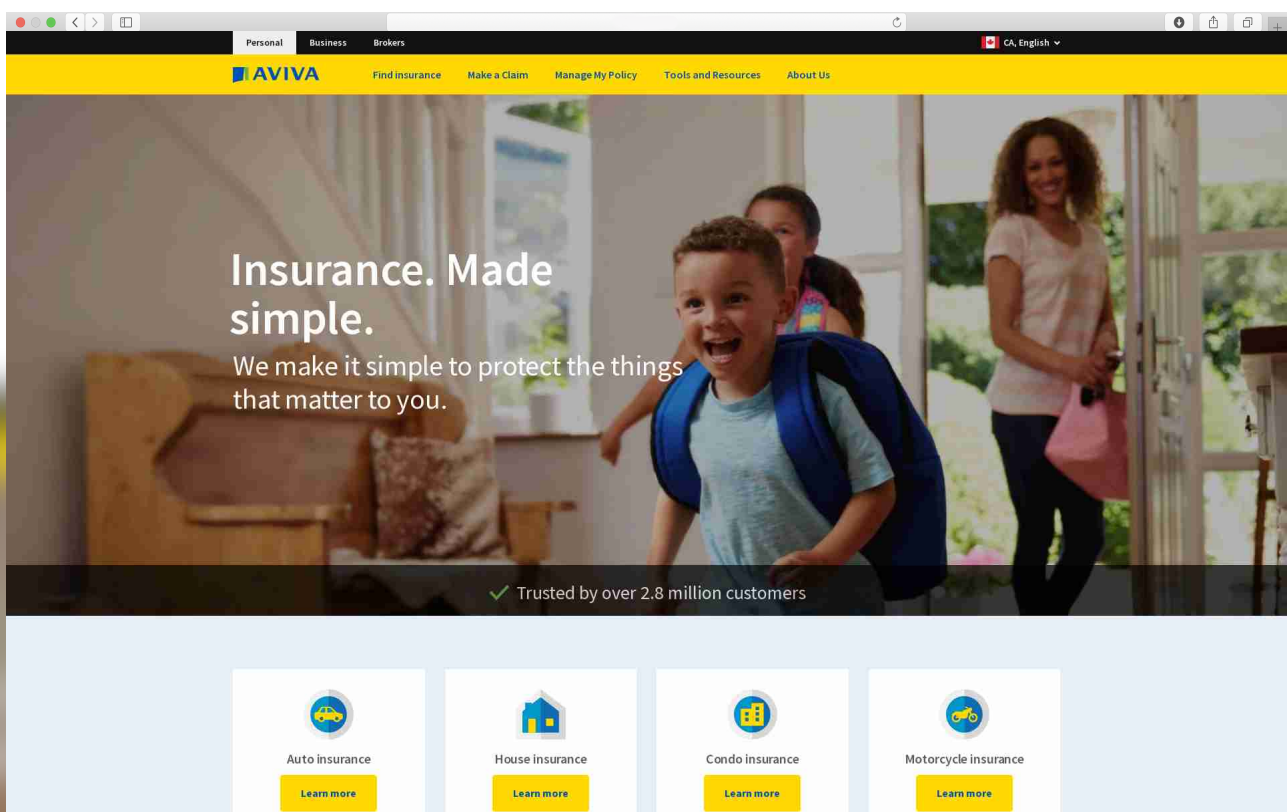 Personal Business Brokers
CA, English
AVIVA Find insurance Make a Claim Manage My Policy Tools and Resources About Us
Insurance. Made
simple.
We make it simple to protect the things
that matter to you.
Trusted by over 2.8 million customers
Auto insurance House insurance Condo insurance Motorcycle insurance
Learn more Learn more Learn more Learn more